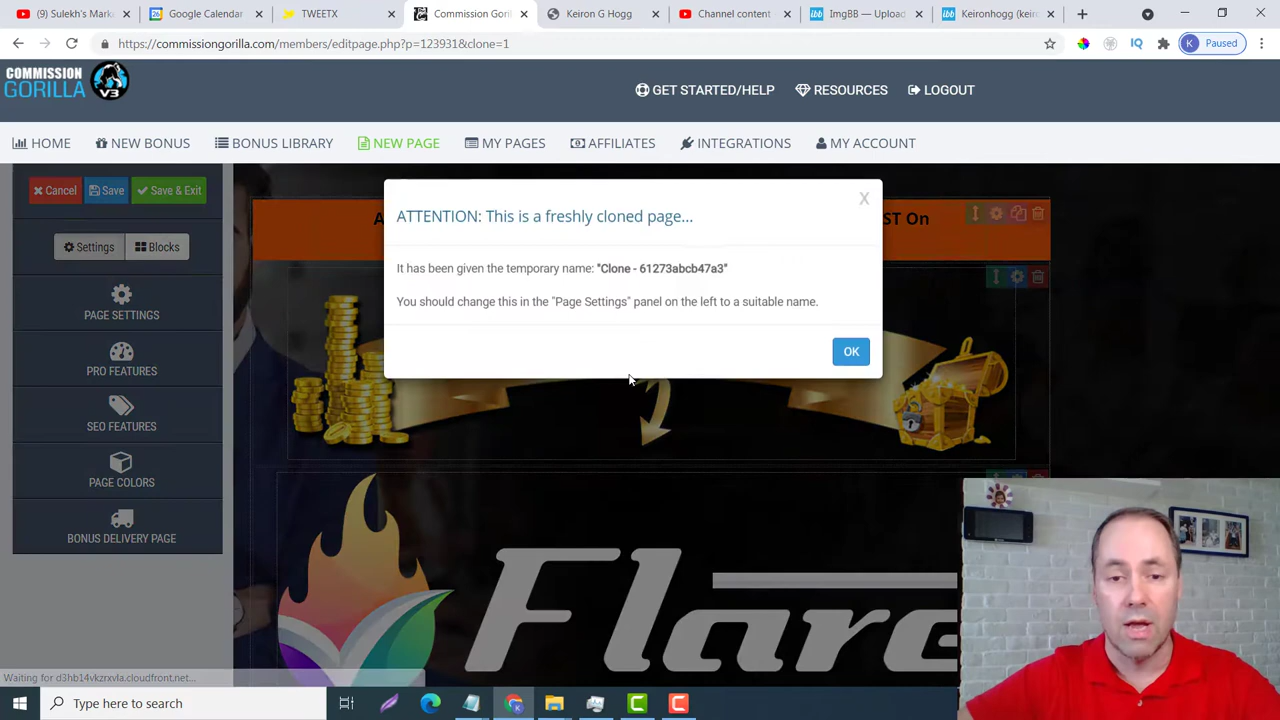 Sulekh's Mark
Google Calendar
TWEETX
Commission Goril
Keiron G Hogg
Channel content
ImgBB — Upload
Keironhogg (keiro
https://commissiongorilla.com/members/editpage.php?p=123931&clone=1
IQ
K Paused
COMMISSION
GORILLA V3
GET STARTED/HELP RESOURCES LOGOUT
HOME NEW BONUS BONUS LIBRARY NEW PAGE MY PAGES AFFILIATES INTEGRATIONS MY ACCOUNT
Cancel Save Save & Exit
Settings Blocks
PAGE SETTINGS
PRO FEATURES
SEO FEATURES
PAGE COLORS
BONUS DELIVERY PAGE
ST On
ATTENTION: This is a freshly cloned page...
X
It has been given the temporary name: "Clone - 61273abcb47a3"
You should change this in the "Page Settings" panel on the left to a suitable name.
OK
Flare
Waiting for d3hb14vkzrxvla.cloudfront.net...
Type here to search